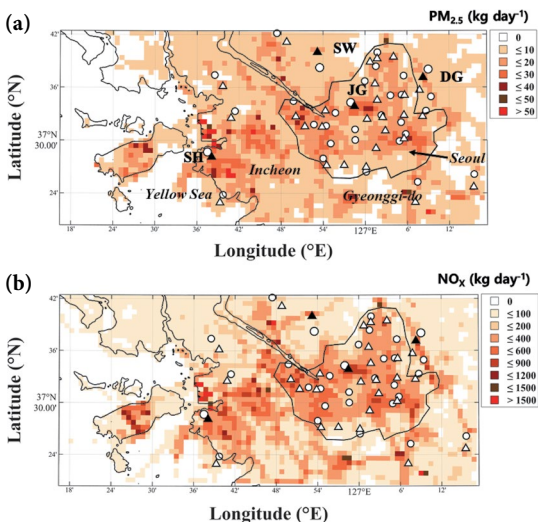 (a)
PM2.5 (kg day-1)
42'
SW
0
≤ 10
≤ 20
≤ 30
≤ 40
≤ 50
> 50
36'
JG
DG
Latitude (°N)
37°N
30.00'
SH
Seoul
Incheon
24'
Yellow Sea
Gyeonggi-do
18'
24'
30'
36'
42'
48'
54'
127°E
6'
12'
Longitude (°E)
(b)
NOX (kg day-1)
42'
0
≤ 100
≤ 200
≤ 400
≤ 600
≤ 900
≤ 1200
≤ 1500
> 1500
36'
Latitude (°N)
37°N
30.00'
24'
18'
24'
30'
36'
42'
48'
54'
127°E
6'
12'
Longitude (°E)